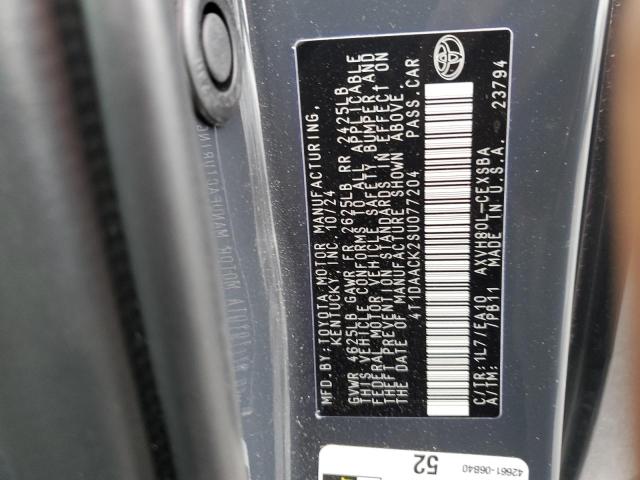 MFD.BY:TOYOTA MOTOR MANUFACTURING,
KENTUCKY, INC. 10/24
GVWR 4625LB GAWR FR 2625LB RR 2425LB
THIS VEHICLE CONFORMS TO ALL APPLICABLE
FEDERAL MOTOR VEHICLE SAFETY, BUMPER AND
THEFT PREVENTION STANDARDS IN EFFECT ON
THE DATE OF MANUFACTURE SHOWN ABOVE.
4T1DAACK2SU077204 PASS. CAR
C/TR:1L7/EA10 AXVH80L-CEXSBA
A/TM: 7PB11 MADE IN U.S.A. 23794
52
42661-06840